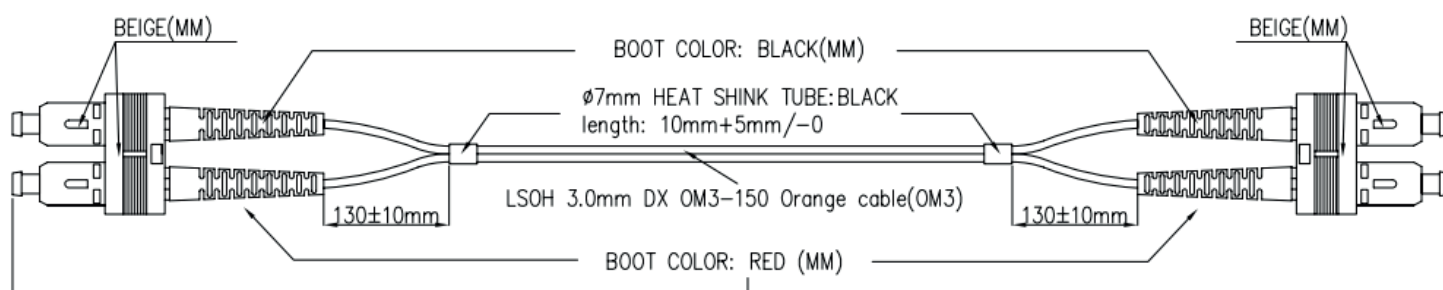 BEIGE(MM)
BEIGE(MM)
BOOT COLOR: BLACK(MM)
ø7mm HEAT SHINK TUBE:BLACK
length: 10mm+5mm/-0
LSOH 3.0mm DX OM3-150 Orange cable(OM3)
130±10mm
130±10mm
BOOT COLOR: RED (MM)